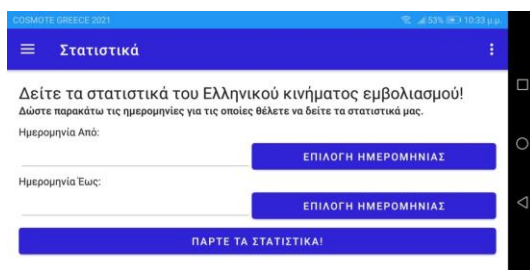 COSMOTE GREECE 2021 53% 10:33 μ.μ.
Στατιστικά
Δείτε τα στατιστικά του Ελληνικού κινήματος εμβολιασμού!
Δώστε παρακάτω τις ημερομηνίες για τις οποίες θέλετε να δείτε τα στατιστικά μας.
Ημερομηνία Από:
ΕΠΙΛΟΓΗ ΗΜΕΡΟΜΗΝΙΑΣ
Ημερομηνία Έως:
ΕΠΙΛΟΓΗ ΗΜΕΡΟΜΗΝΙΑΣ
ΠΑΡΤΕ ΤΑ ΣΤΑΤΙΣΤΙΚΑ!